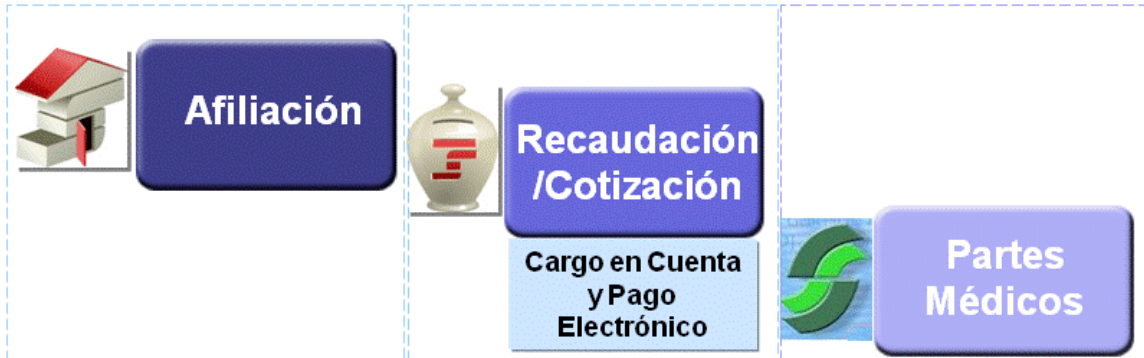 Afiliación
Recaudación
/Cotización
Cargo en Cuenta
y Pago
Electrónico
Partes
Médicos